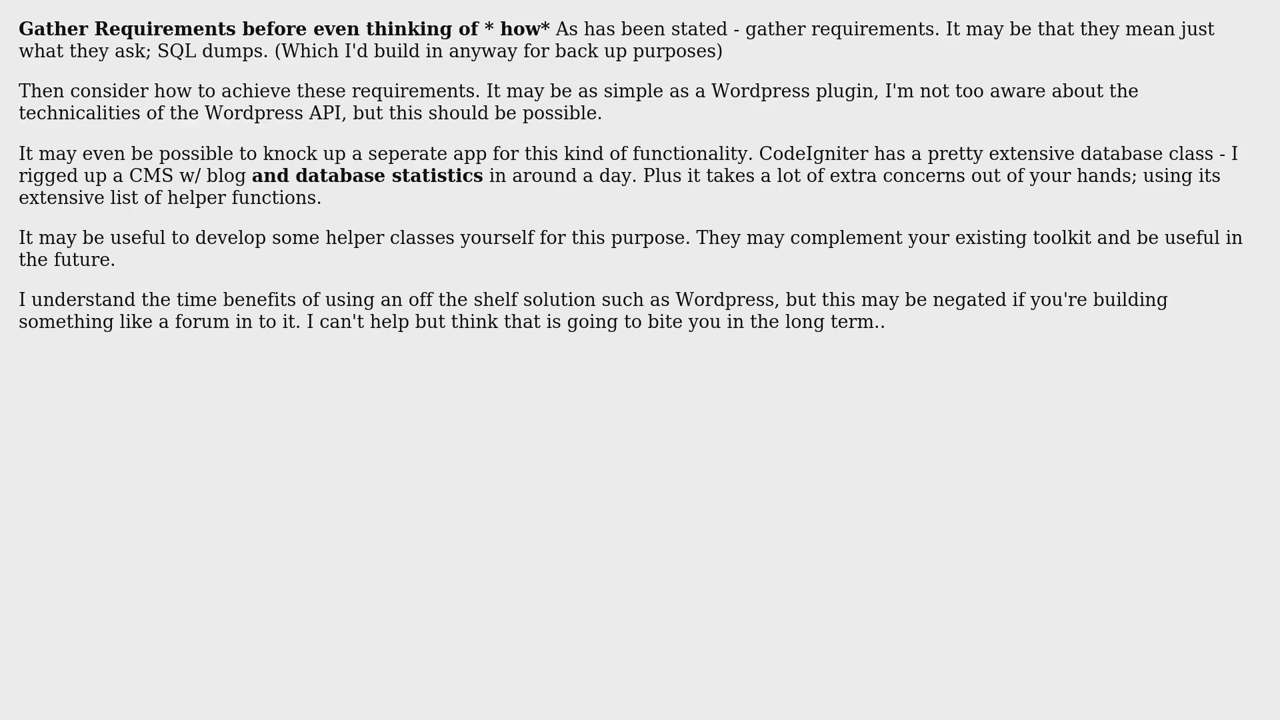 Gather Requirements before even thinking of * how* As has been stated - gather requirements. It may be that they mean just
what they ask; SQL dumps. (Which I'd build in anyway for back up purposes)
Then consider how to achieve these requirements. It may be as simple as a Wordpress plugin, I'm not too aware about the
technicalities of the Wordpress API, but this should be possible.
It may even be possible to knock up a seperate app for this kind of functionality. CodeIgniter has a pretty extensive database class - I
rigged up a CMS w/ blog and database statistics in around a day. Plus it takes a lot of extra concerns out of your hands; using its
extensive list of helper functions.
It may be useful to develop some helper classes yourself for this purpose. They may complement your existing toolkit and be useful in
the future.
I understand the time benefits of using an off the shelf solution such as Wordpress, but this may be negated if you're building
something like a forum in to it. I can't help but think that is going to bite you in the long term..